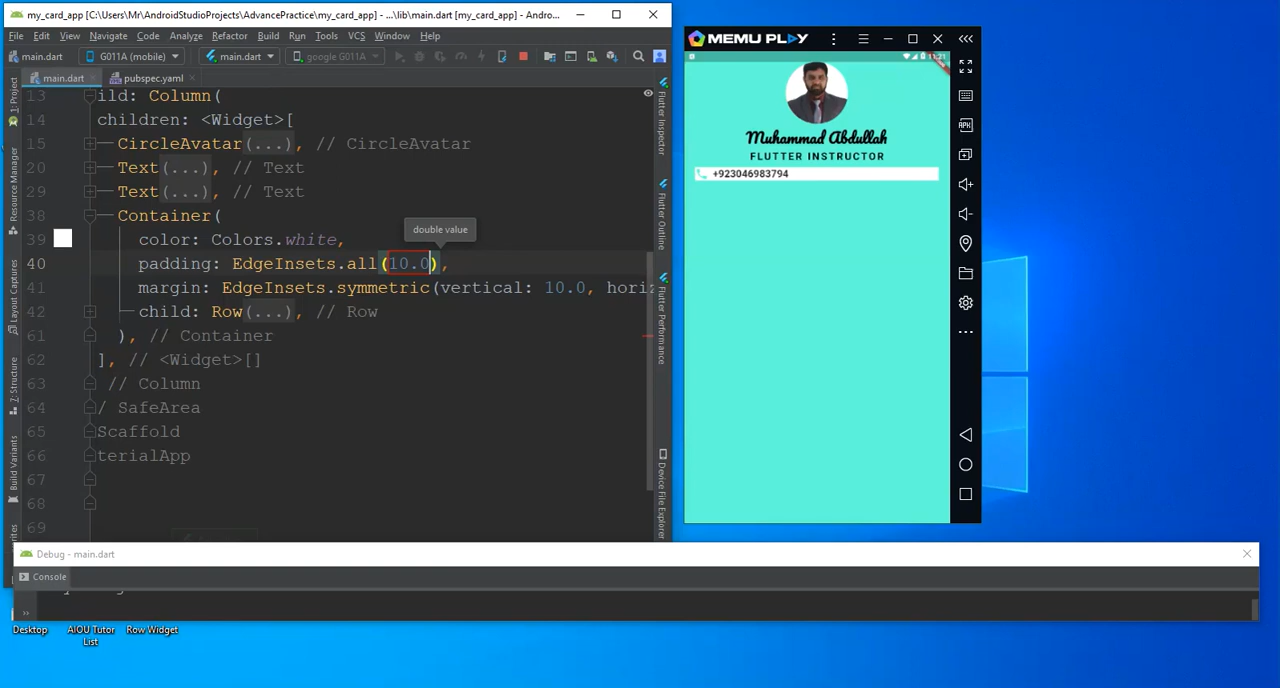 my_card_app [C:\Users\Mr\AndroidStudioProjects\AdvancePractice\my_card_app] - ...\lib\main.dart [my_card_app] - Andro...
File Edit View Navigate Code Analyze Refactor Build Run Tools VCS Window Help
main.dart G011A (mobile) main.dart google G011A
main.dart pubspec.yaml
13 ild: Column(
14 children: <Widget>[
15 CircleAvatar(...), // CircleAvatar
20 Text(...), // Text
29 Text(...), // Text
38 Container(
double value
39 color: Colors.white,
40 padding: EdgeInsets.all(10.0),
41 margin: EdgeInsets.symmetric(vertical: 10.0, horiz
42 child: Row(...), // Row
61 ), // Container
62 ], // <Widget>[]
63 // Column
64 / SafeArea
65 Scaffold
66 terialApp
67
68
69
1: Project
Resource Manager
Layout Captures
7: Structure
Build Variants
Flutter Inspector
Flutter Outline
Flutter Performance
Device File Explorer
MEMU PLAY
11:21
Muhammad Abdullah
FLUTTER INSTRUCTOR
+923046983794
APK
Debug - main.dart
Console
Desktop
AIOU Tutor
List
Row Widget